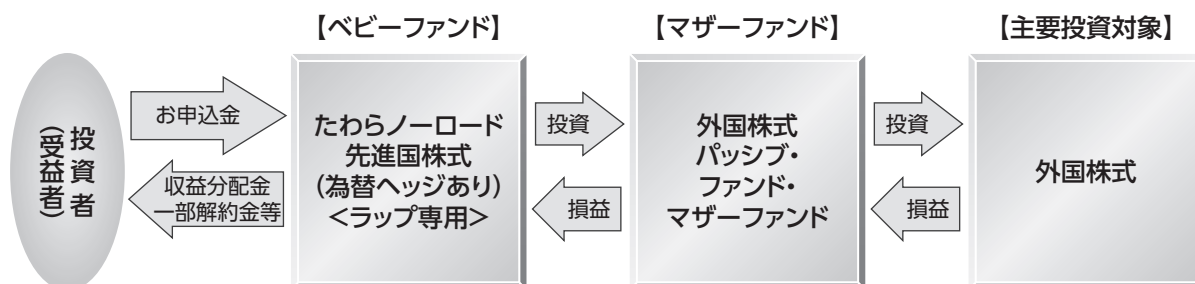 【ベビーファンド】
【マザーファンド】
【主要投資対象】
投資者
(受益者)
お申込金
収益分配金
一部解約金等
たわらノーロード
先進国株式
(為替ヘッジあり)
<ラップ専用>
投資
損益
外国株式
パッシブ・
ファンド・
マザーファンド
投資
損益
外国株式